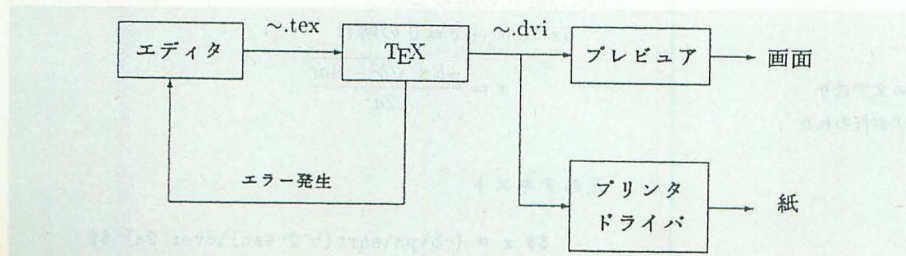 ~.tex
~.dvi
エディタ
TEX
プレビュア
画面
エラー発生
プリンタ
ドライバ
紙